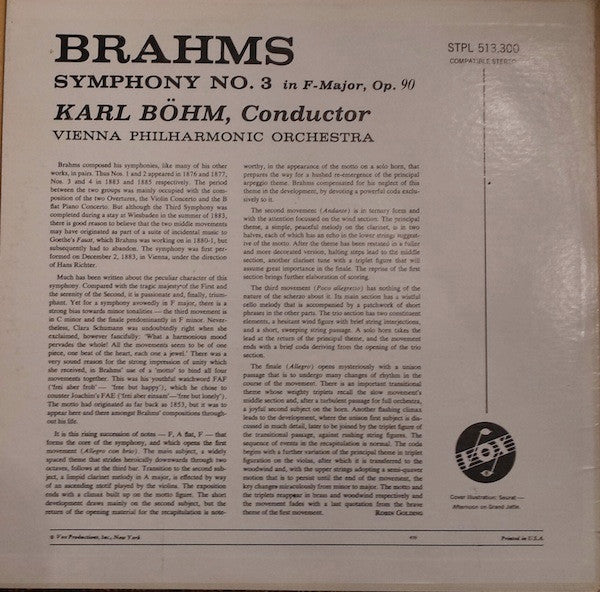 BRAHMS
SYMPHONY NO. 3 in F-Major, Op. 90
KARL BÖHM, Conductor
VIENNA PHILHARMONIC ORCHESTRA
STPL 513.300
COMPATIBLE STEREO
Brahms composed his symphonies, like many of his other
works, in pairs. Thus Nos. 1 and 2 appeared in 1876 and 1877,
Nos. 3 and 4 in 1883 and 1885 respectively. The period
between the two groups was mainly occupied with the com-
position of the two Overtures, the Violin Concerto and the B
flat Piano Concerto. But although the Third Symphony was
completed during a stay at Wiesbaden in the summer of 1883,
there is good reason to believe that the two middle movements
may have originated as part of a suite of incidental music to
Goethe's Faust, which Brahms was working on in 1880-1, but
subsequently had to abandon. The symphony was first per-
formed on December 2, 1883, in Vienna, under the direction
of Hans Richter.
Much has been written about the peculiar character of this
symphony. Compared with the tragic majesty of the First and
the serenity of the Second, it is passionate and, finally, trium-
phant. Yet for a symphony avowedly in F major, there is a
strong bias towards minor tonalities — the third movement is
in C minor and the finale predominantly in F minor. Never-
theless, Clara Schumann was undoubtedly right when she
exclaimed, however fancifully: 'What a harmonious mood
pervades the whole! All the movements seem to be of one
piece, one beat of the heart, each one a jewel.' There was a
very sound reason for the strong impression of unity which
she received, in Brahms' use of a 'motto' to bind all four
movements together. This was his youthful watchword FAF
('frei aber froh' — 'free but happy'), which he chose to
counter Joachim's FAE ('frei aber einsam'—'free but lonely').
The motto had originated as far back as 1853, but it was to
appear here and there amongst Brahms' compositions through-
out his life.
It is this rising succession of notes — F, A flat, F — that
forms the core of the symphony, and which opens the first
movement (Allegro con brio). The main subject, a widely
spaced theme that strides heroically downwards through two
octaves, follows at the third bar. Transition to the second sub-
ject, a limpid clarinet melody in A major, is effected by way
of an ascending motif played by the violins. The exposition
ends with a climax built up on the motto figure. The short
development draws mainly on the second subject, but the
return of the opening material for the recapitulation is note-
worthy, in the appearance of the motto on a solo horn, that
prepares the way for a hushed re-emergence of the principal
arpeggio theme. Brahms compensated for his neglect of this
theme in the development, by devoting a powerful coda exclu-
sively to it.
The second movement (Andante) is in ternary form and
with the attention focussed on the wind section. The principal
theme, a simple, peaceful melody on the clarinet, is in two
halves, each of which has an echo in the lower strings sugges-
tive of the motto. After the theme has been restated in a fuller
and more decorated version, halting steps lead to the middle
section, another clarinet tune with a triplet figure that will
assume great importance in the finale. The reprise of the first
section brings further elaboration of scoring.
The third movement (Poco allegretto) has nothing of the
nature of the scherzo about it. Its main section has a wistful
cello melody that is accompanied by a patchwork of short
phrases in the other parts. The trio section has two constituent
elements, a hesitant wind figure with brief string interjections,
and a short, sweeping string passage. A solo horn takes the
lead at the return of the principal theme, and the movement
ends with a brief coda deriving from the opening of the trio
section.
The finale (Allegro) opens mysteriously with a unison
passage that is to undergo many changes of rhythm in the
course of the movement. There is an important transitional
theme whose weighty triplets recall the slow movement's
middle section and, after a turbulent passage for full orchestra,
a joyful second subject on the horn. Another flashing climax
leads to the development, where the unison first subject is dis-
cussed in much detail, later to be joined by the triplet figure of
the transitional passage, against rushing string figures. The
sequence of events in the recapitulation is normal. The coda
begins with a further variation of the principal theme in triplet
figuration on the violas, after it is transferred to the
woodwind and, with the upper strings adopting a semi-quaver
motion that is to persist until the end of the movement, the
key changes miraculously from minor to major. The motto and
the triplets reappear in brass and woodwind respectively and
the movement fades with a last quotation from the brave
theme of the first movement.
ROBIN GOLDING
VOX
Cover Illustration: Seurat —
Afternoon on Grand Jatte.
© Vox Productions, Inc., New York
Printed in U.S.A.